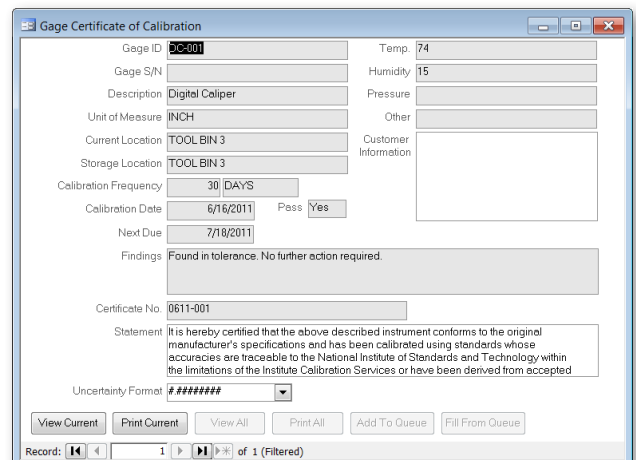 Gage Certificate of Calibration
Gage ID DC-001 Temp. 74
Gage S/N Humidity 15
Description Digital Caliper Pressure
Unit of Measure INCH Other
Current Location TOOL BIN 3 Customer Information
Storage Location TOOL BIN 3
Calibration Frequency 30 DAYS
Calibration Date 6/16/2011 Pass Yes
Next Due 7/18/2011
Findings Found in tolerance. No further action required.
Certificate No. 0611-001
Statement It is hereby certified that the above described instrument conforms to the original
manufacturer's specifications and has been calibrated using standards whose
accuracies are traceable to the National Institute of Standards and Technology within
the limitations of the Institute Calibration Services or have been derived from accepted
Uncertainty Format #.########
View Current Print Current View All Print All Add To Queue Fill From Queue
Record: 1 of 1 (Filtered)